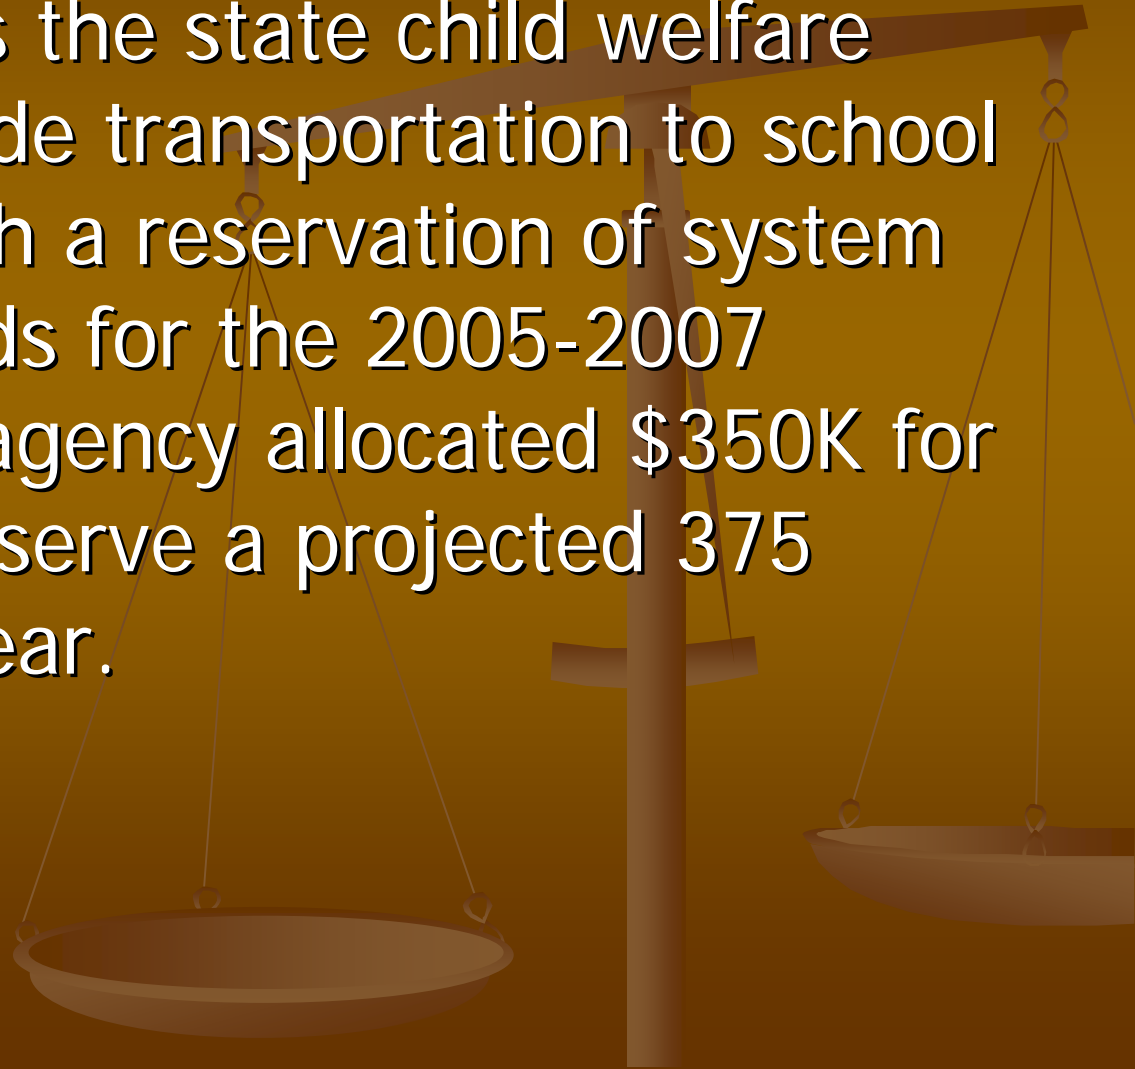 s the state child welfare
de transportation to school
h a reservation of system
ds for the 2005-2007
agency allocated $350K for
serve a projected 375
ear.